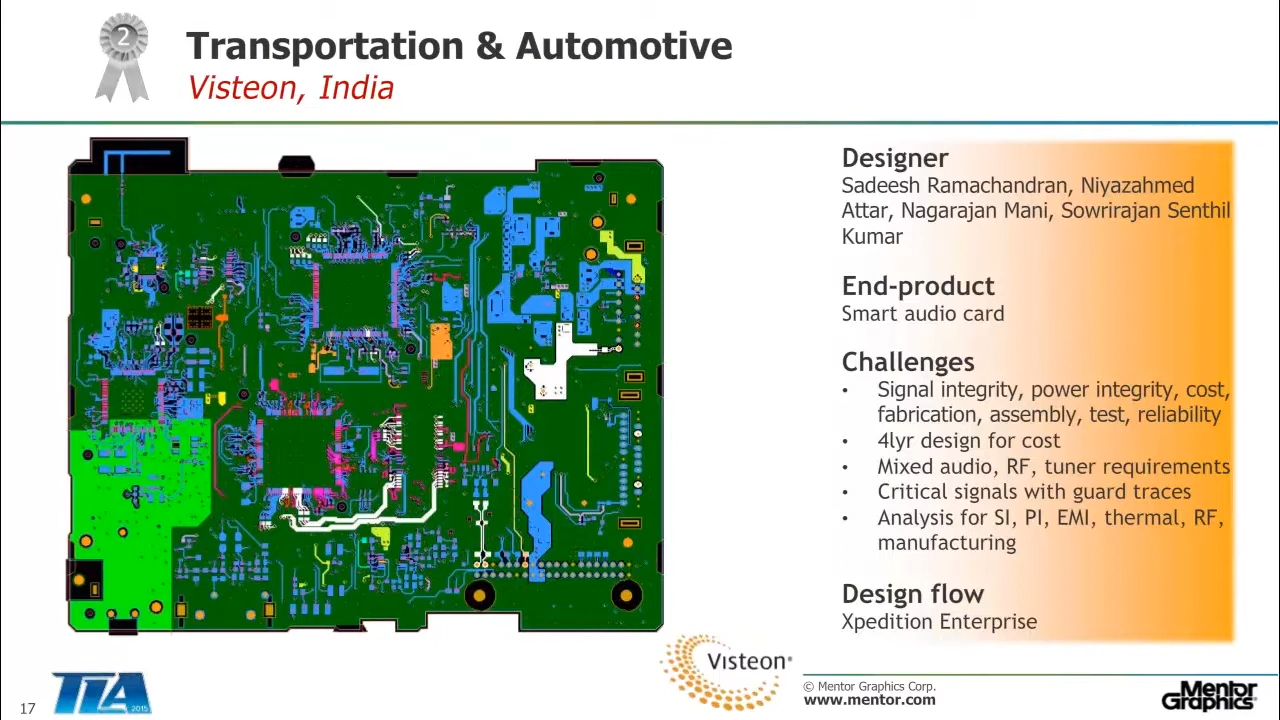 2
Transportation & Automotive
Visteon, India
Designer
Sadeesh Ramachandran, Niyazahmed
Attar, Nagarajan Mani, Sowrirajan Senthil
Kumar
End-product
Smart audio card
Challenges
• Signal integrity, power integrity, cost,
fabrication, assembly, test, reliability
• 4lyr design for cost
• Mixed audio, RF, tuner requirements
• Critical signals with guard traces
• Analysis for SI, PI, EMI, thermal, RF,
manufacturing
Design flow
Xpedition Enterprise
17
TLA
2015
Visteon®
© Mentor Graphics Corp.
www.mentor.com
Mentor
Graphics®